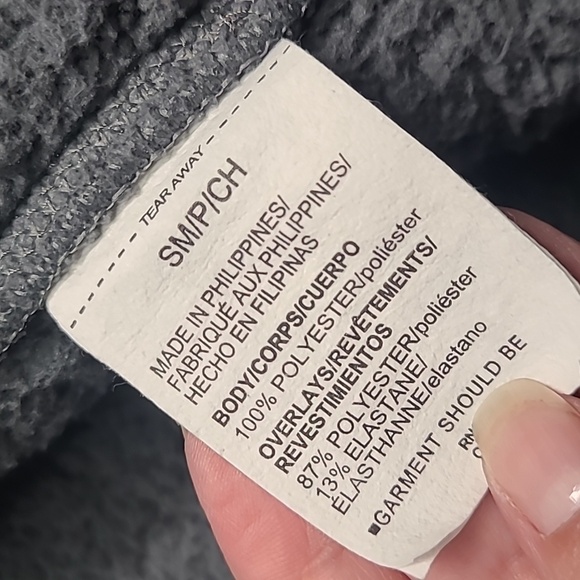 TEAR AWAY
SM/P/CH
MADE IN PHILIPPINES/
FABRIQUÉ AUX PHILIPPINES/
HECHO EN FILIPINAS
BODY/CORPS/CUERPO
100% POLYESTER/poliéster
OVERLAYS/REVÊTEMENTS/
REVESTIMIENTOS
87% POLYESTER/poliéster
13% ELASTANE/
ÉLASTHANNE/elastano
■GARMENT SHOULD BE